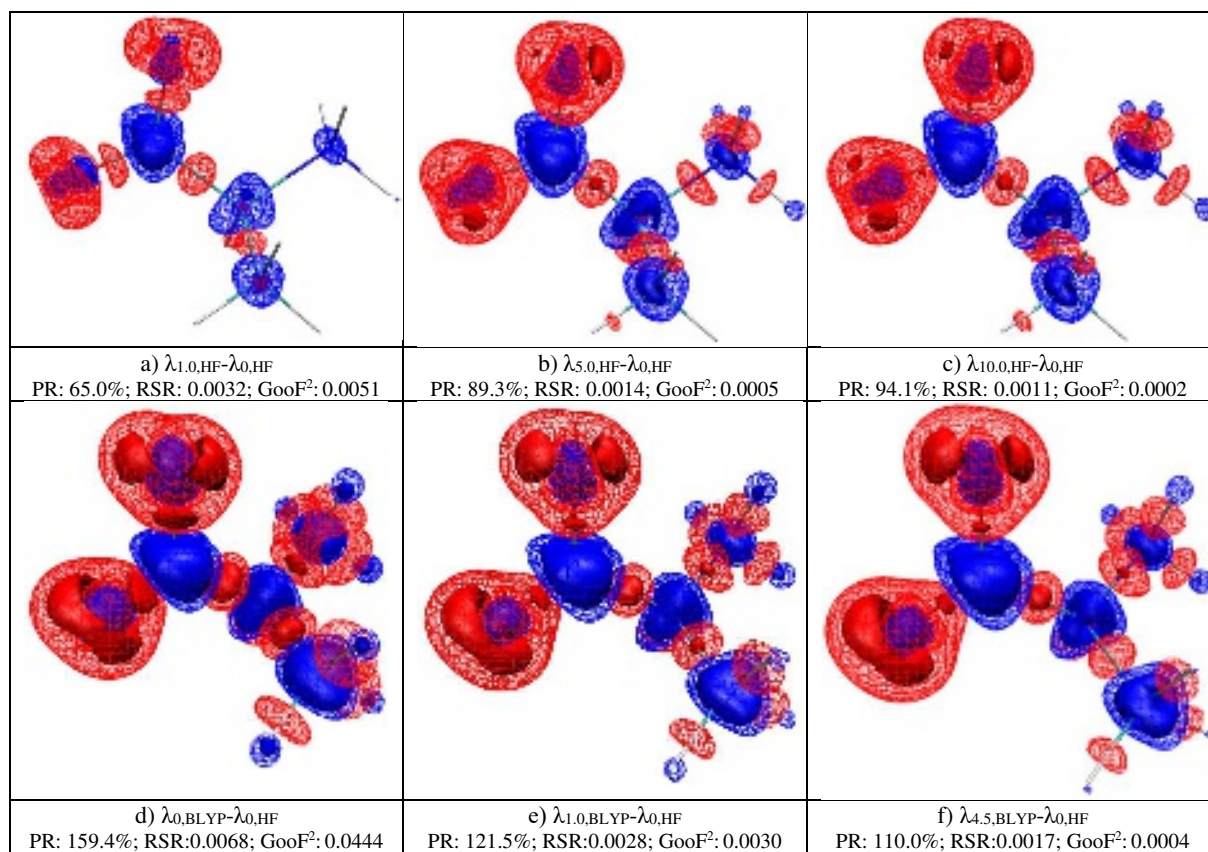 a) λ1.0,HF-λ0,HF
PR: 65.0%; RSR: 0.0032; GooF²: 0.0051
b) λ5.0,HF-λ0,HF
PR: 89.3%; RSR: 0.0014; GooF²: 0.0005
c) λ10.0,HF-λ0,HF
PR: 94.1%; RSR: 0.0011; GooF²: 0.0002
d) λ0,BLYP-λ0,HF
PR: 159.4%; RSR:0.0068; GooF²: 0.0444
e) λ1.0,BLYP-λ0,HF
PR: 121.5%; RSR: 0.0028; GooF²: 0.0030
f) λ4.5,BLYP-λ0,HF
PR: 110.0%; RSR: 0.0017; GooF²: 0.0004